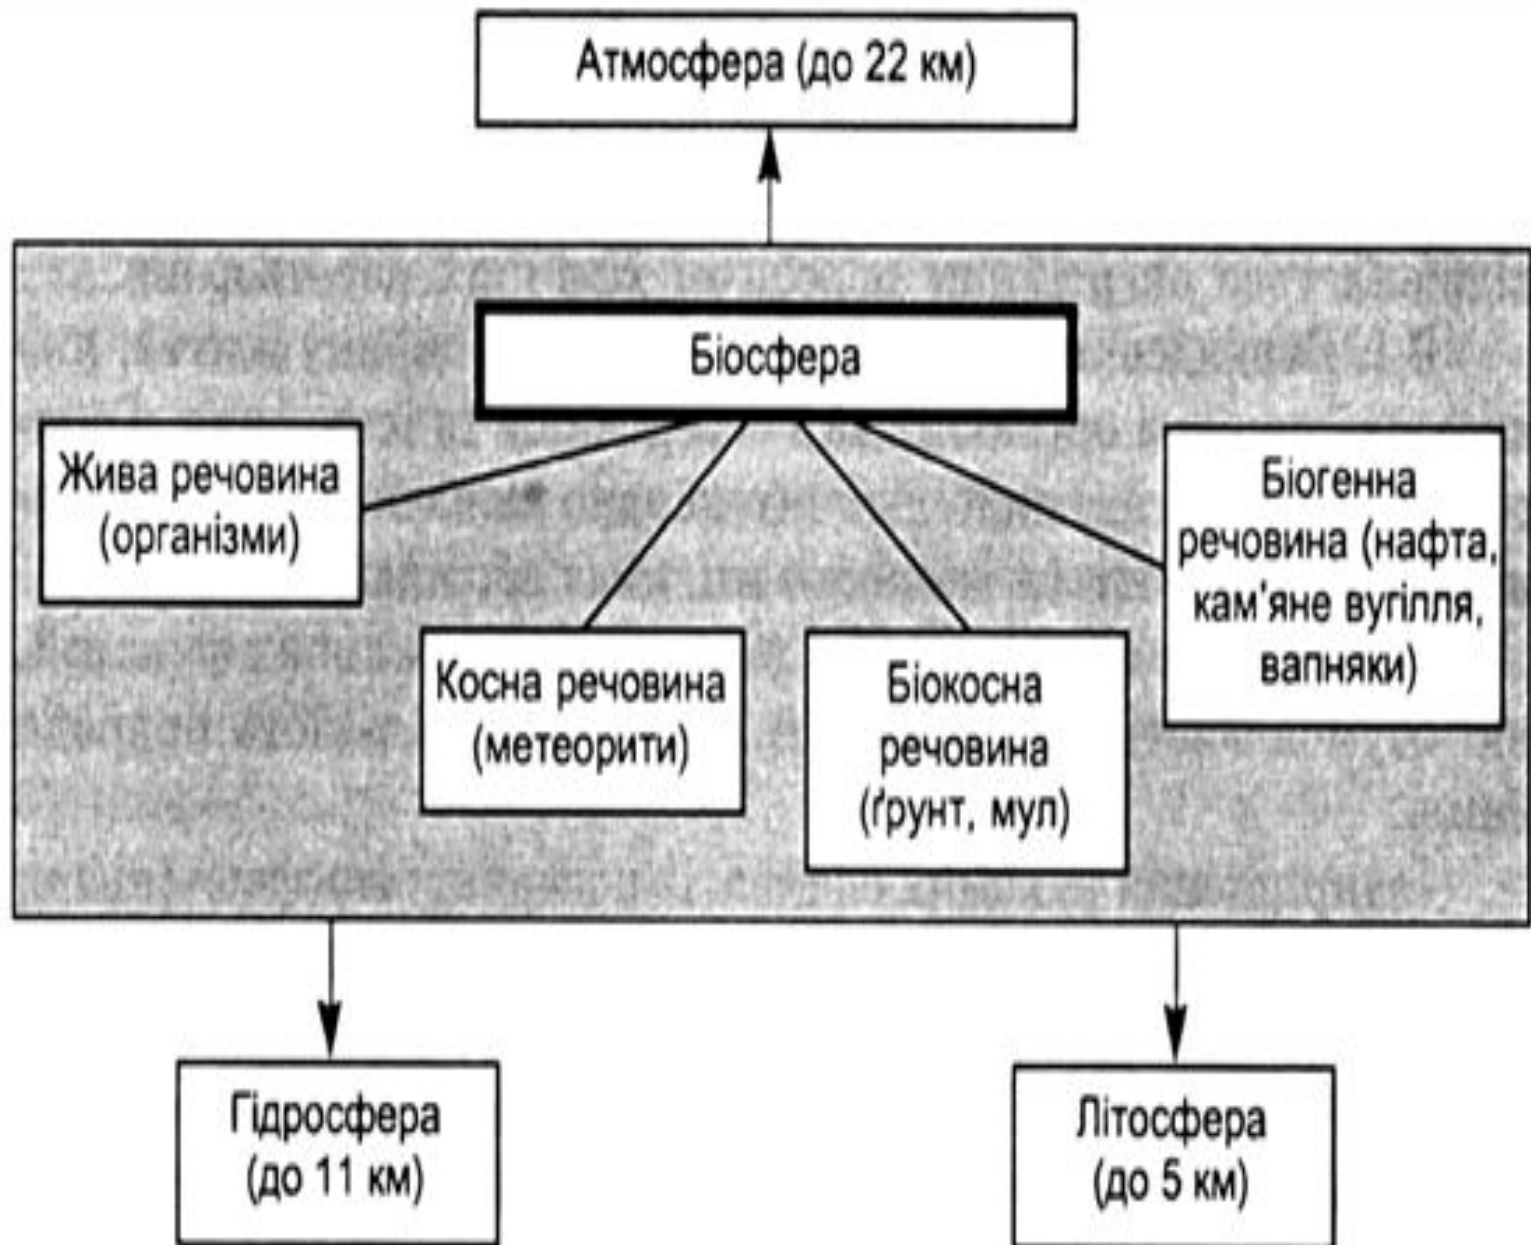 Атмосфера (до 22 км)
Біосфера
Жива речовина
(організми)
Косна речовина
(метеорити)
Біокосна
речовина
(ґрунт, мул)
Біогенна
речовина (нафта,
кам'яне вугілля,
вапняки)
Гідросфера
(до 11 км)
Літосфера
(до 5 км)